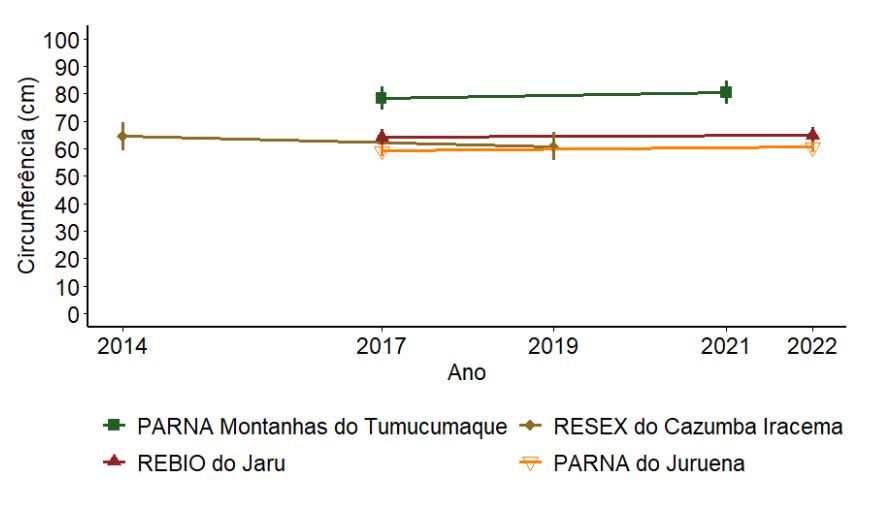 Circunferência (cm)
100
90
80
70
60
50
40
30
20
10
0
2014 2017 2019 2021 2022
Ano
PARNA Montanhas do Tumucumaque RESEX do Cazumba Iracema
REBIO do Jaru PARNA do Juruena